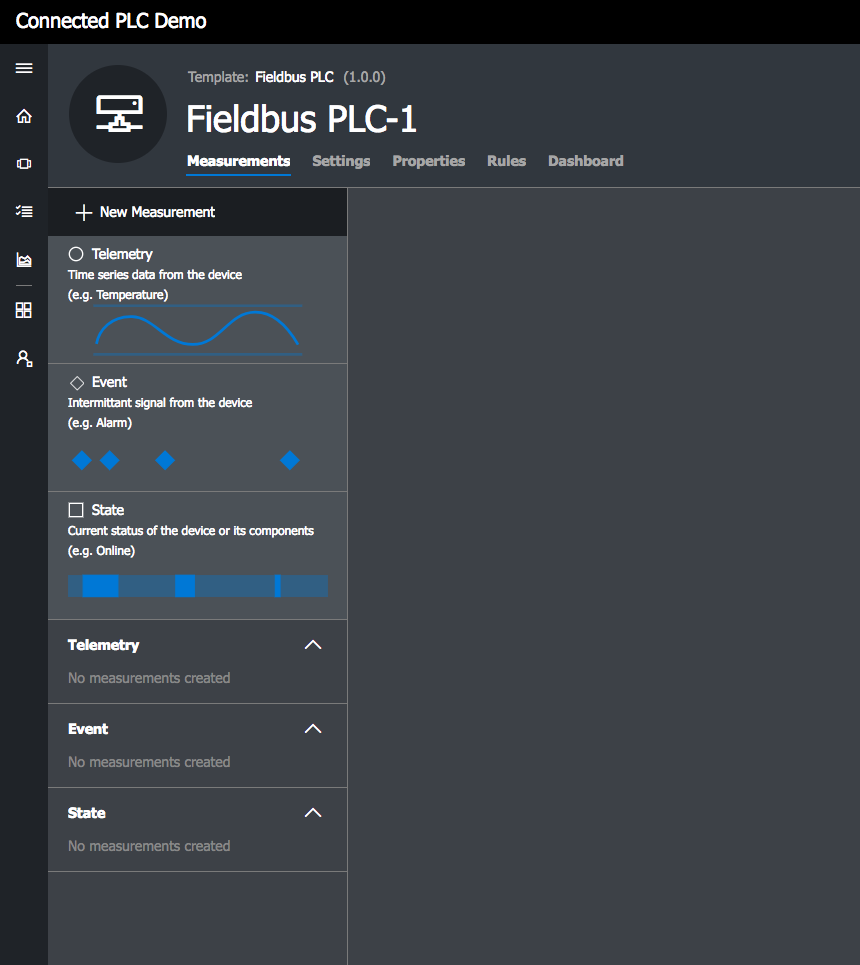 Connected PLC Demo
Template: Fieldbus PLC (1.0.0)
Fieldbus PLC-1
Measurements Settings Properties Rules Dashboard
New Measurement
Telemetry
Time series data from the device
(e.g. Temperature)
Event
Intermittant signal from the device
(e.g. Alarm)
State
Current status of the device or its components
(e.g. Online)
Telemetry
No measurements created
Event
No measurements created
State
No measurements created